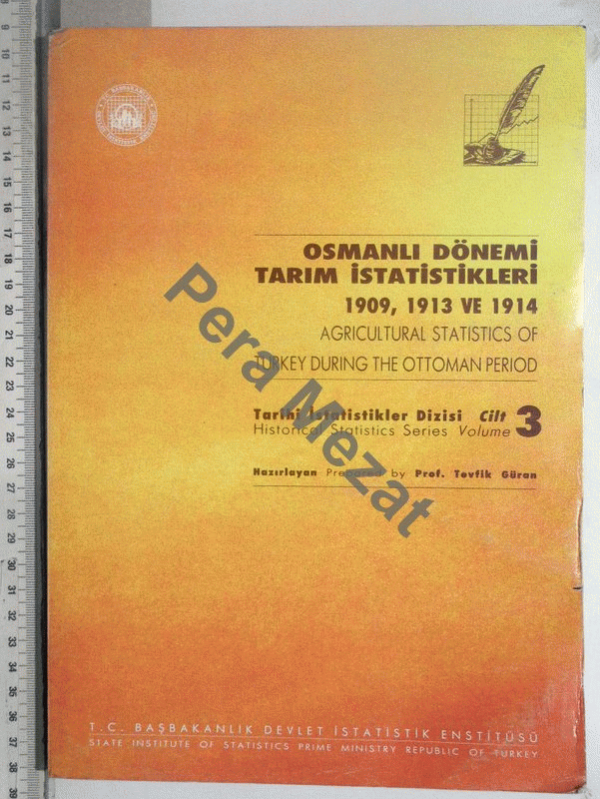 OSMANLI DÖNEMİ
TARIM İSTATİSTİKLERİ
1909, 1913 VE 1914
AGRICULTURAL STATISTICS OF
TURKEY DURING THE OTTOMAN PERIOD
Tarihi İstatistikler Dizisi Cilt 3
Historical Statistics Series Volume
Hazırlayan Prepared by Prof. Tevfik Güran
Pera Mezat
T.C. BAŞBAKANLIK DEVLET İSTATİSTİK ENSTİTÜSÜ
STATE INSTITUTE OF STATISTICS PRIME MINISTRY REPUBLIC OF TURKEY